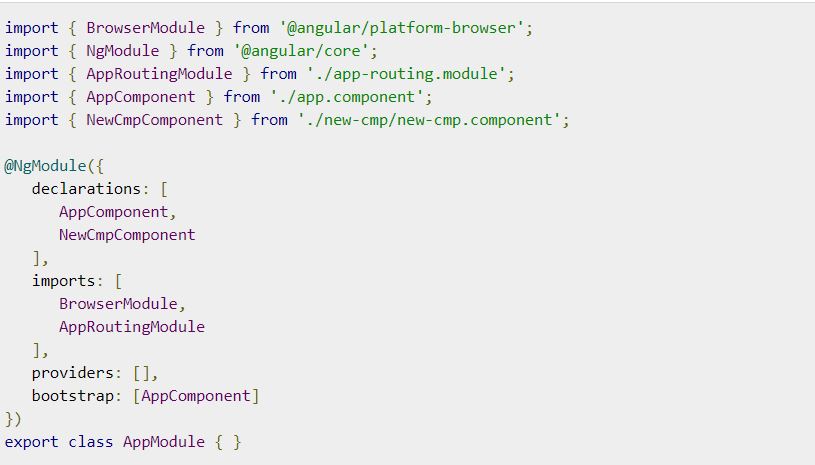 import { BrowserModule } from '@angular/platform-browser';
import { NgModule } from '@angular/core';
import { AppRoutingModule } from './app-routing.module';
import { AppComponent } from './app.component';
import { NewCmpComponent } from './new-cmp/new-cmp.component';

@NgModule({
   declarations: [
      AppComponent,
      NewCmpComponent
   ],
   imports: [
      BrowserModule,
      AppRoutingModule
   ],
   providers: [],
   bootstrap: [AppComponent]
})
export class AppModule { }